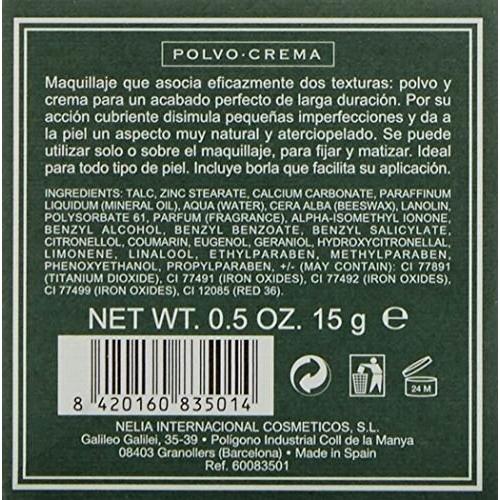 POLVO·CREMA
Maquillaje que asocia eficazmente dos texturas: polvo y
crema para un acabado perfecto de larga duración. Por su
acción cubriente disimula pequeñas imperfecciones y da a
la piel un aspecto muy natural y aterciopelado. Se puede
utilizar solo o sobre el maquillaje, para fijar y matizar. Ideal
para todo tipo de piel. Incluye borla que facilita su aplicación.
INGREDIENTS: TALC, ZINC STEARATE, CALCIUM CARBONATE, PARAFFINUM
LIQUIDUM (MINERAL OIL), AQUA (WATER), CERA ALBA (BEESWAX), LANOLIN,
POLYSORBATE 61, PARFUM (FRAGRANCE), ALPHA-ISOMETHYL IONONE,
BENZYL ALCOHOL, BENZYL BENZOATE, BENZYL SALICYLATE,
CITRONELLOL, COUMARIN, EUGENOL, GERANIOL, HYDROXYCITRONELLAL,
LIMONENE, LINALOOL, ETHYLPARABEN, METHYLPARABEN,
PHENOXYETHANOL, PROPYLPARABEN, +/- (MAY CONTAIN): CI 77891
(TITANIUM DIOXIDE), CI 77491 (IRON OXIDES), CI 77492 (IRON OXIDES),
CI 77499 (IRON OXIDES), CI 12085 (RED 36).
NET WT. 0.5 OZ. 15 g ℮
8 420160 835014
24 M
NELIA INTERNACIONAL COSMETICOS, S.L.
Galileo Galilei, 35-39 • Polígono Industrial Coll de la Manya
08403 Granollers (Barcelona) • Made in Spain
Ref. 60083501